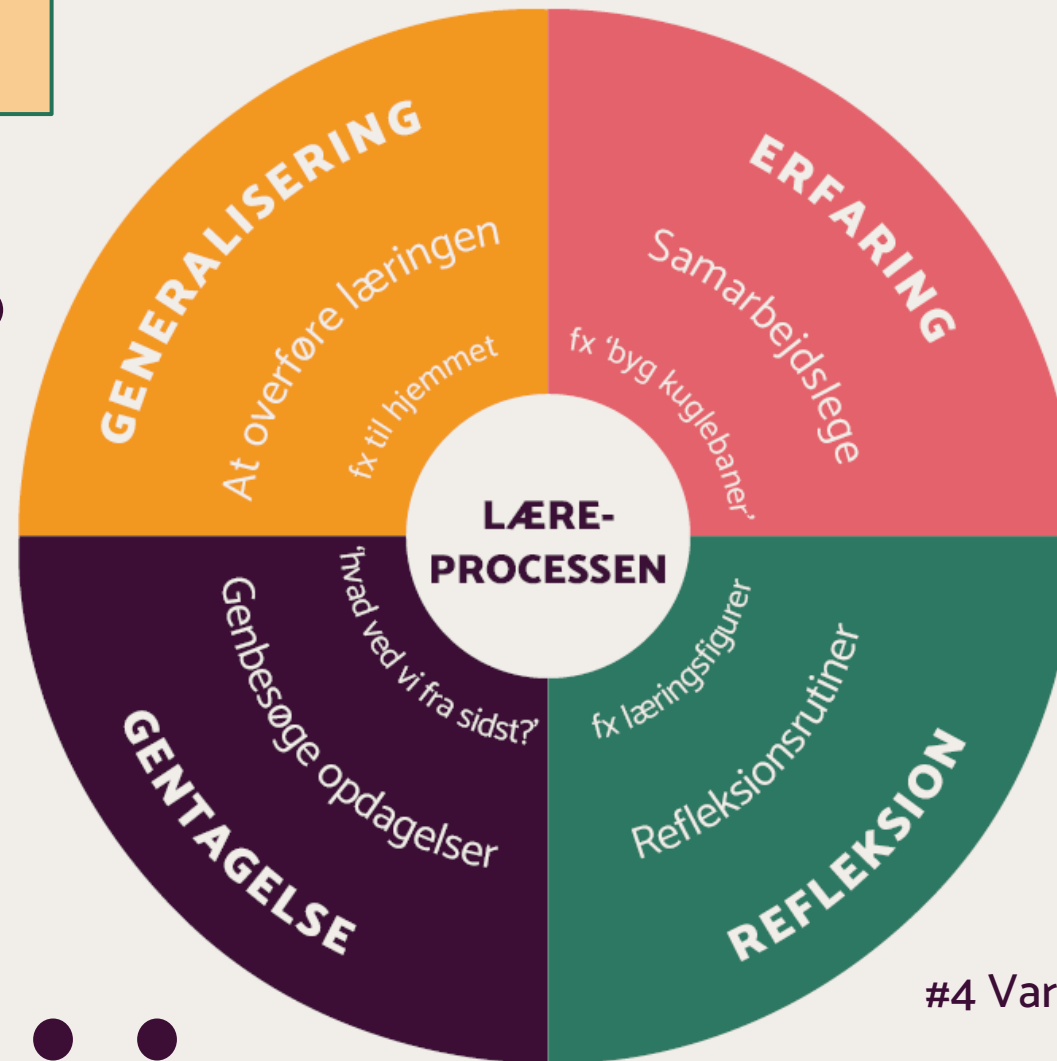 GENERALISERING
At overføre læringen
fx til hjemmet
ERFARING
Samarbejdslege
fx ‘byg kuglebaner’
LÆRE-
PROCESSEN
‘hvad ved vi fra sidst?’
Genbesøge opdagelser
GENTAGELSE
fx læringsfigurer
Refleksionsrutiner
REFLEKSION
#4 Var